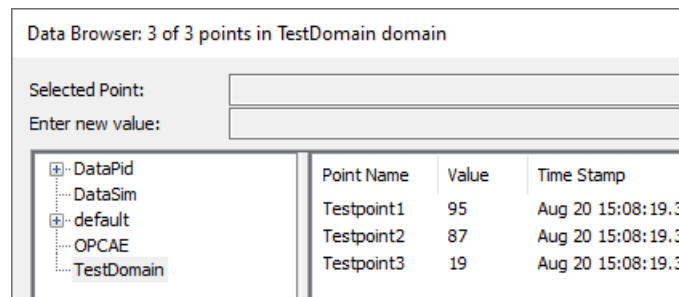 Data Browser: 3 of 3 points in TestDomain domain
Selected Point:
Enter new value:
DataPid
DataSim
default
OPCAE
TestDomain
Point Name Value Time Stamp
Testpoint1 95 Aug 20 15:08:19.3
Testpoint2 87 Aug 20 15:08:19.3
Testpoint3 19 Aug 20 15:08:19.3